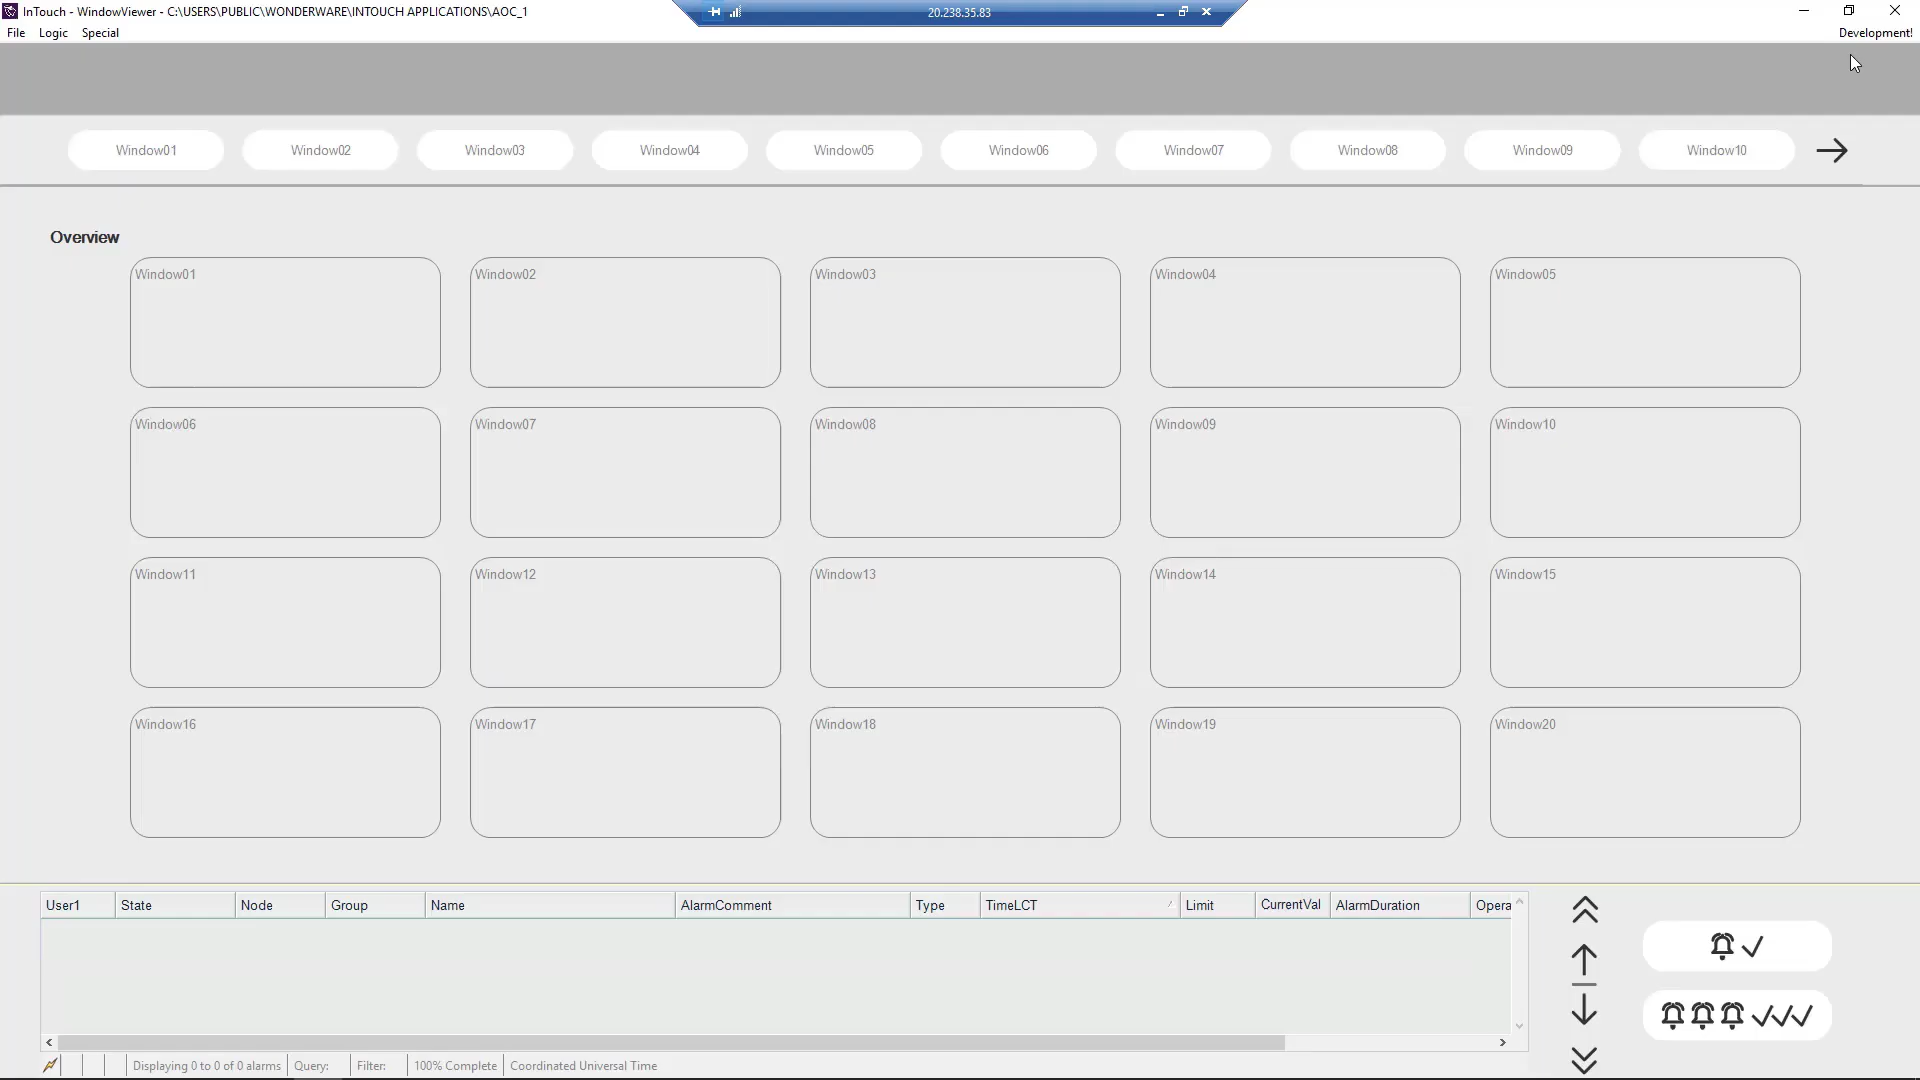 InTouch - WindowViewer - C:\USERS\PUBLIC\WONDERWARE\INTOUCH APPLICATIONS\AOC_1
20.238.35.83
File Logic Special
Development!
Window01 Window02 Window03 Window04 Window05 Window06 Window07 Window08 Window09 Window10
Overview
Window01 Window02 Window03 Window04 Window05
Window06 Window07 Window08 Window09 Window10
Window11 Window12 Window13 Window14 Window15
Window16 Window17 Window18 Window19 Window20
User1 State Node Group Name AlarmComment Type TimeLCT Limit CurrentVal AlarmDuration Opera
Displaying 0 to 0 of 0 alarms Query: Filter: 100% Complete Coordinated Universal Time